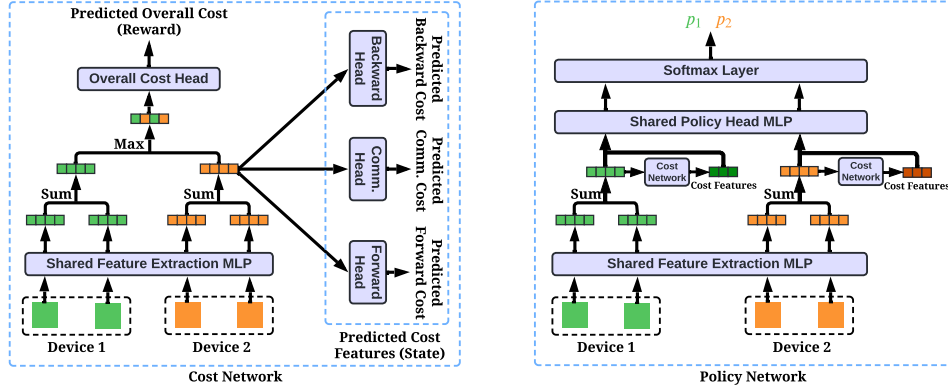 Predicted Overall Cost
(Reward)
Overall Cost Head
Max
Sum
Sum
Shared Feature Extraction MLP
Device 1
Device 2
Backward
Head
Predicted
Backward Cost
Comm.
Head
Predicted
Comm. Cost
Forward
Head
Predicted
Forward Cost
Predicted Cost
Features (State)
Cost Network
p1 p2
Softmax Layer
Shared Policy Head MLP
Cost
Network
Cost Features
Sum
Cost
Network
Cost Features
Sum
Shared Feature Extraction MLP
Device 1
Device 2
Policy Network